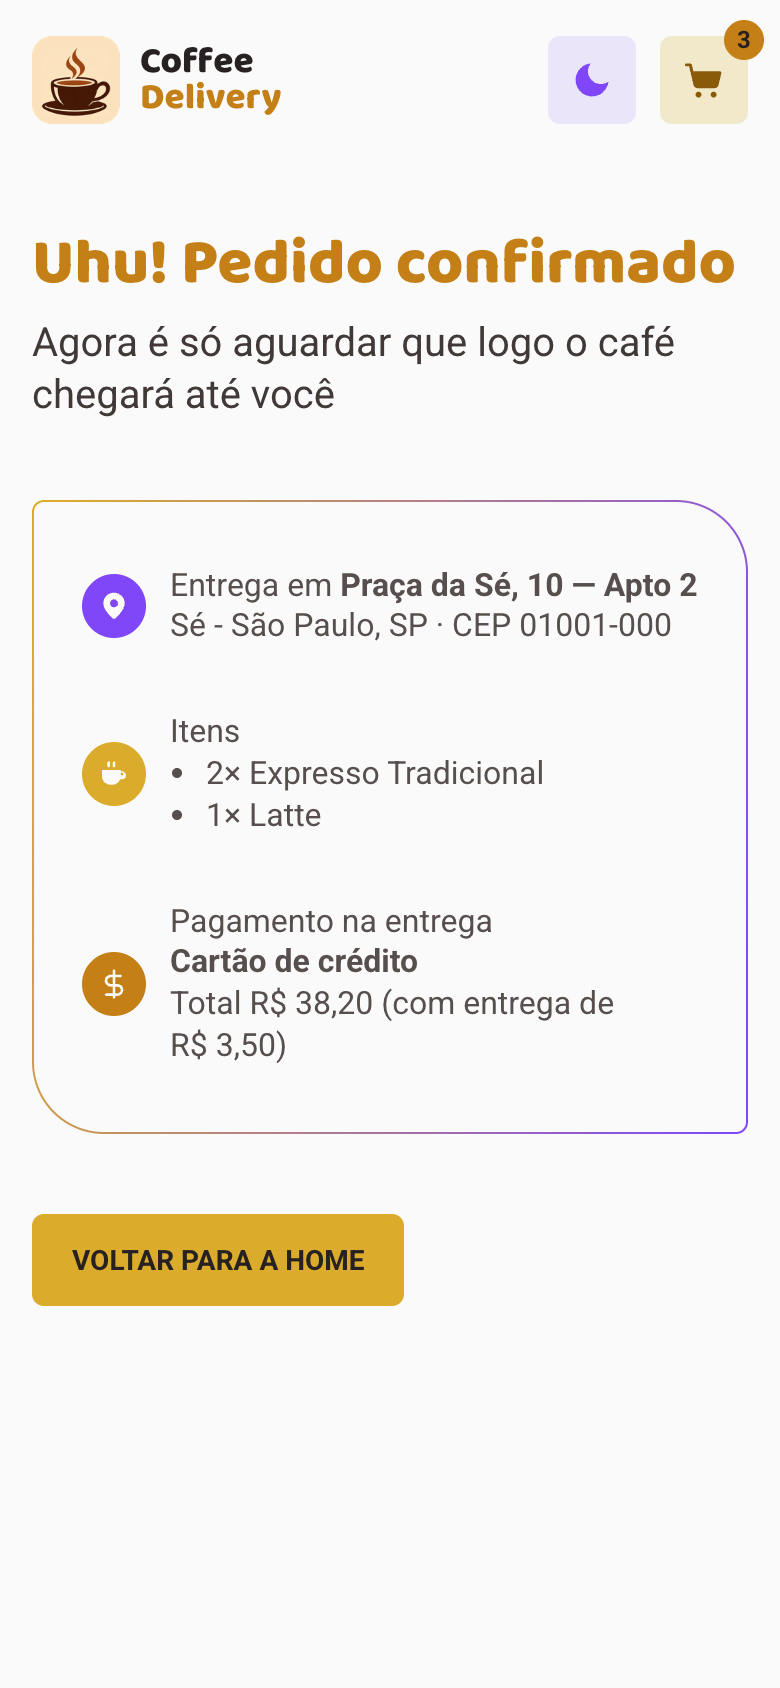 Coffee
Delivery
3
Uhu! Pedido confirmado
Agora é só aguardar que logo o café
chegará até você
Entrega em Praça da Sé, 10 — Apto 2
Sé - São Paulo, SP · CEP 01001-000
Itens
• 2× Expresso Tradicional
• 1× Latte
Pagamento na entrega
Cartão de crédito
Total R$ 38,20 (com entrega de
R$ 3,50)
VOLTAR PARA A HOME